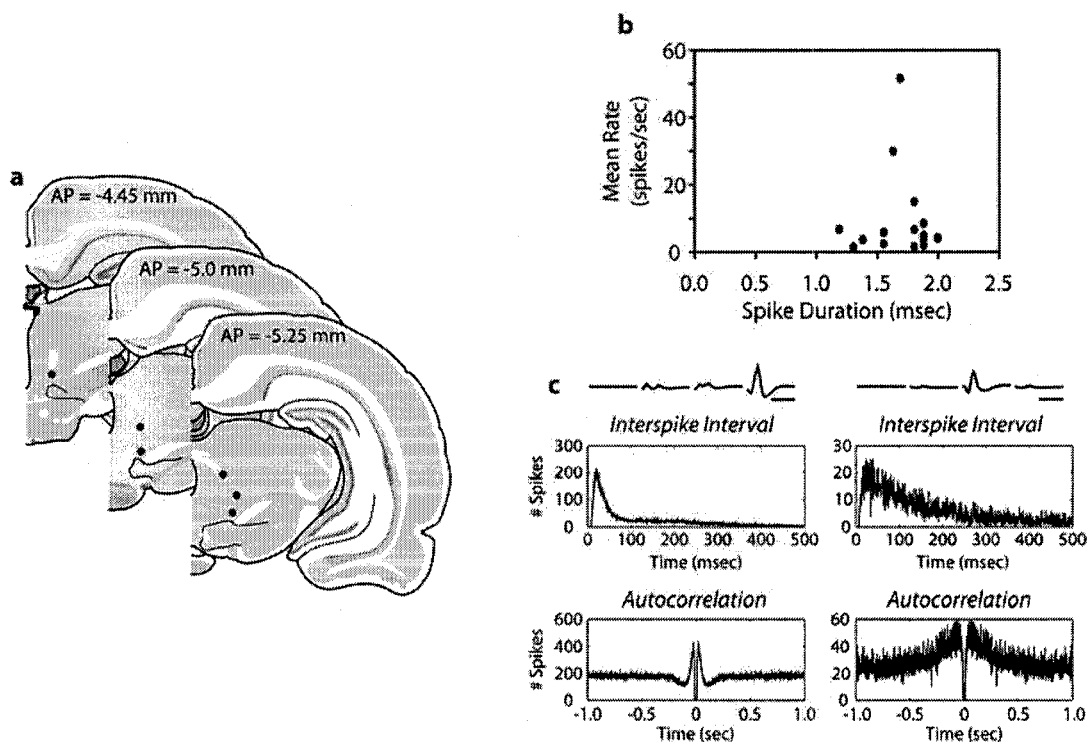 a
AP = -4.45 mm
AP = -5.0 mm
AP = -5.25 mm
b
Mean Rate
(spikes/sec)
60
40
20
0
0.0 0.5 1.0 1.5 2.0 2.5
Spike Duration (msec)
c
Interspike Interval
# Spikes
300
200
100
0
0 100 200 300 400 500
Time (msec)
Interspike Interval
30
20
10
0
0 100 200 300 400 500
Time (msec)
Autocorrelation
# Spikes
600
400
200
0
-1.0 -0.5 0 0.5 1.0
Time (sec)
Autocorrelation
60
40
20
0
-1.0 -0.5 0 0.5 1.0
Time (sec)